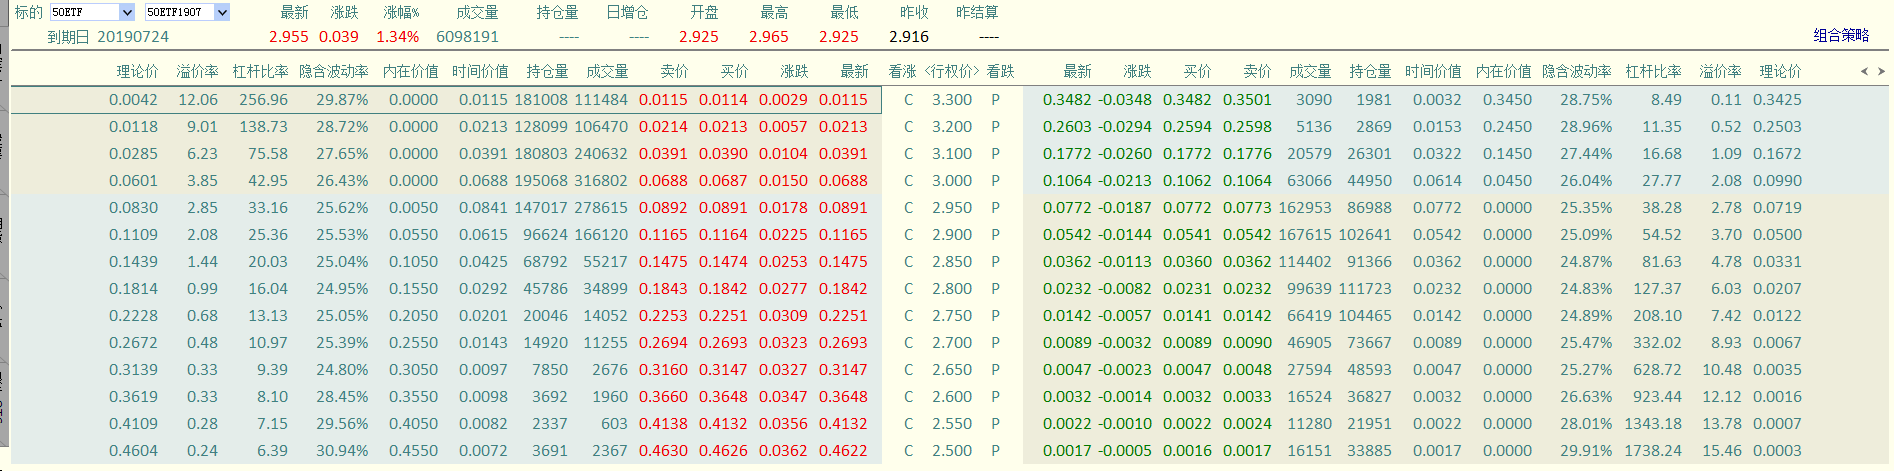 标的 50ETF 50ETF1907 最新 涨跌 涨幅% 成交量 持仓量 日增仓 开盘 最高 最低 昨收 昨结算
到期日 20190724 2.955 0.039 1.34% 6098191 ---- ---- 2.925 2.965 2.925 2.916 ---- 组合策略
理论价 溢价率 杠杆比率 隐含波动率 内在价值 时间价值 持仓量 成交量 卖价 买价 涨跌 最新 看涨 <行权价> 看跌 最新 涨跌 买价 卖价 成交量 持仓量 时间价值 内在价值 隐含波动率 杠杆比率 溢价率 理论价
0.0042 12.06 256.96 29.87% 0.0000 0.0115 181008 111484 0.0115 0.0114 0.0029 0.0115 C 3.300 P 0.3482 -0.0348 0.3482 0.3501 3090 1981 0.0032 0.3450 28.75% 8.49 0.11 0.3425
0.0118 9.01 138.73 28.72% 0.0000 0.0213 128099 106470 0.0214 0.0213 0.0057 0.0213 C 3.200 P 0.2603 -0.0294 0.2594 0.2598 5136 2869 0.0153 0.2450 28.96% 11.35 0.52 0.2503
0.0285 6.23 75.58 27.65% 0.0000 0.0391 180803 240632 0.0391 0.0390 0.0104 0.0391 C 3.100 P 0.1772 -0.0260 0.1772 0.1776 20579 26301 0.0322 0.1450 27.44% 16.68 1.09 0.1672
0.0601 3.85 42.95 26.43% 0.0000 0.0688 195068 316802 0.0688 0.0687 0.0150 0.0688 C 3.000 P 0.1064 -0.0213 0.1062 0.1064 63066 44950 0.0614 0.0450 26.04% 27.77 2.08 0.0990
0.0830 2.85 33.16 25.62% 0.0050 0.0841 147017 278615 0.0892 0.0891 0.0178 0.0891 C 2.950 P 0.0772 -0.0187 0.0772 0.0773 162953 86988 0.0772 0.0000 25.35% 38.28 2.78 0.0719
0.1109 2.08 25.36 25.53% 0.0550 0.0615 96624 166120 0.1165 0.1164 0.0225 0.1165 C 2.900 P 0.0542 -0.0144 0.0541 0.0542 167615 102641 0.0542 0.0000 25.09% 54.52 3.70 0.0500
0.1439 1.44 20.03 25.04% 0.1050 0.0425 68792 55217 0.1475 0.1474 0.0253 0.1475 C 2.850 P 0.0362 -0.0113 0.0360 0.0362 114402 91366 0.0362 0.0000 24.87% 81.63 4.78 0.0331
0.1814 0.99 16.04 24.95% 0.1550 0.0292 45786 34899 0.1843 0.1842 0.0277 0.1842 C 2.800 P 0.0232 -0.0082 0.0231 0.0232 99639 111723 0.0232 0.0000 24.83% 127.37 6.03 0.0207
0.2228 0.68 13.13 25.05% 0.2050 0.0201 20046 14052 0.2253 0.2251 0.0309 0.2251 C 2.750 P 0.0142 -0.0057 0.0141 0.0142 66419 104465 0.0142 0.0000 24.89% 208.10 7.42 0.0122
0.2672 0.48 10.97 25.39% 0.2550 0.0143 14920 11255 0.2694 0.2693 0.0323 0.2693 C 2.700 P 0.0089 -0.0032 0.0089 0.0090 46905 73667 0.0089 0.0000 25.47% 332.02 8.93 0.0067
0.3139 0.33 9.39 24.80% 0.3050 0.0097 7850 2676 0.3160 0.3147 0.0327 0.3147 C 2.650 P 0.0047 -0.0023 0.0047 0.0048 27594 48593 0.0047 0.0000 25.27% 628.72 10.48 0.0035
0.3619 0.33 8.10 28.45% 0.3550 0.0098 3692 1960 0.3660 0.3648 0.0347 0.3648 C 2.600 P 0.0032 -0.0014 0.0032 0.0033 16524 36827 0.0032 0.0000 26.63% 923.44 12.12 0.0016
0.4109 0.28 7.15 29.56% 0.4050 0.0082 2337 603 0.4138 0.4132 0.0356 0.4132 C 2.550 P 0.0022 -0.0010 0.0022 0.0024 11280 21951 0.0022 0.0000 28.01% 1343.18 13.78 0.0007
0.4604 0.24 6.39 30.94% 0.4550 0.0072 3691 2367 0.4630 0.4626 0.0362 0.4622 C 2.500 P 0.0017 -0.0005 0.0016 0.0017 16151 33885 0.0017 0.0000 29.91% 1738.24 15.46 0.0003